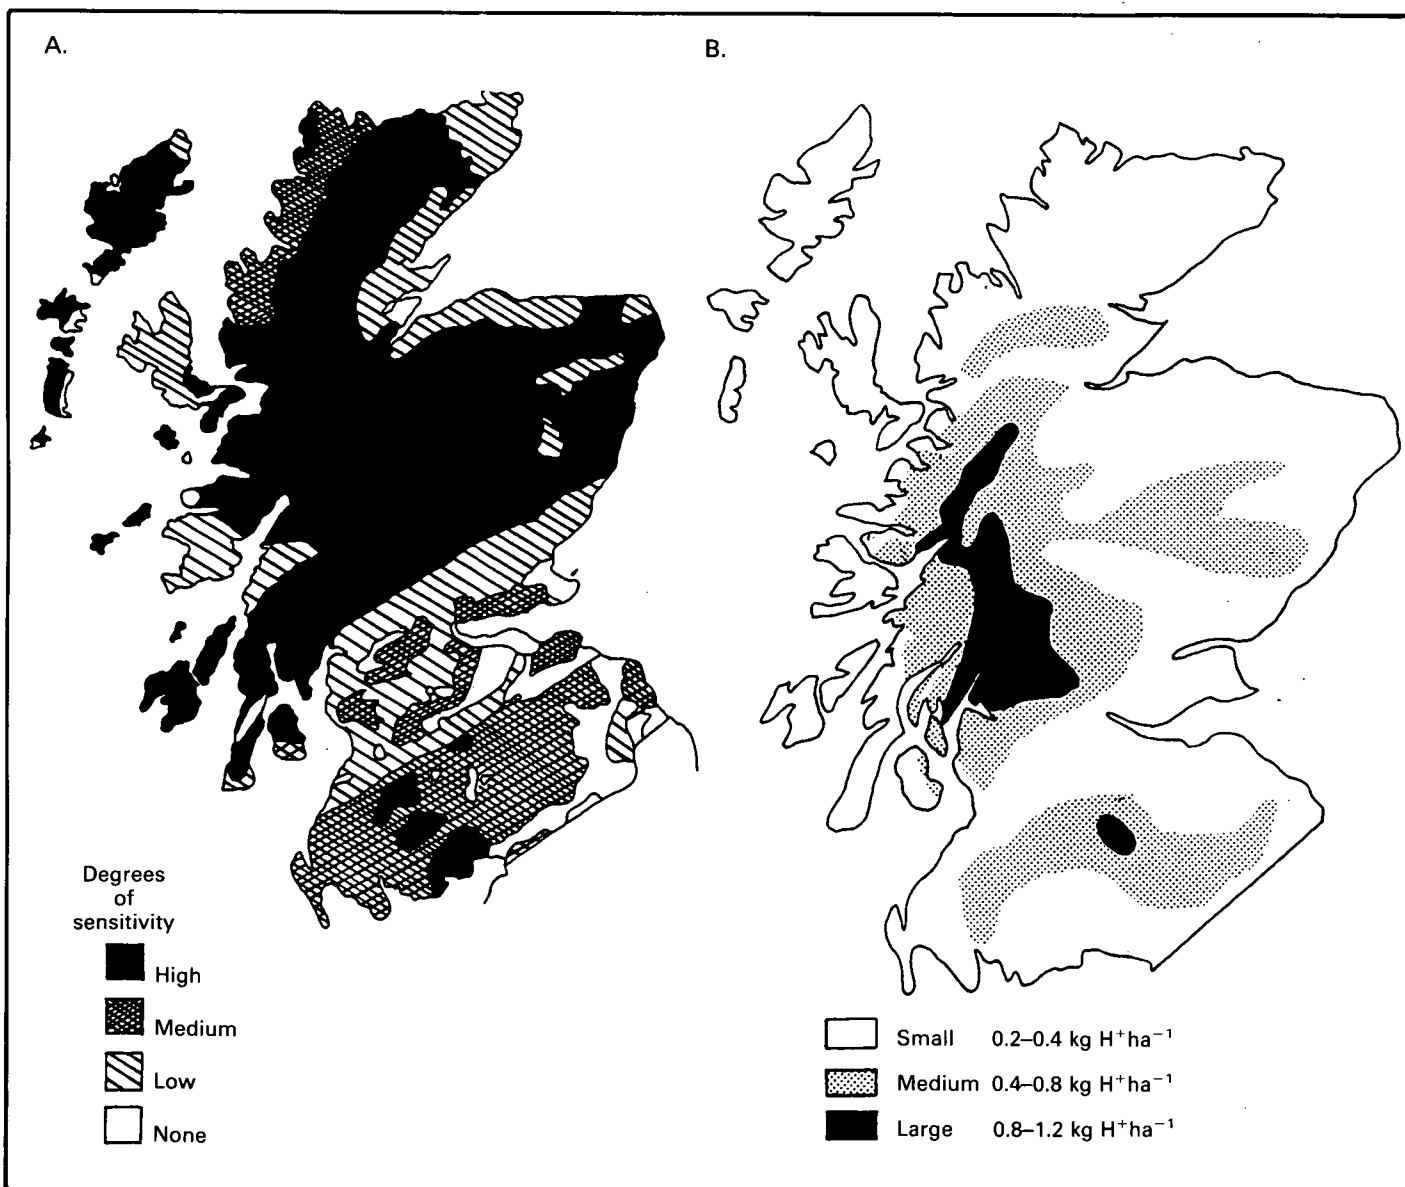 A.
B.
Degrees
of
sensitivity
High
Medium
Low
None
Small 0.2–0.4 kg H⁺ha⁻¹
Medium 0.4–0.8 kg H⁺ha⁻¹
Large 0.8–1.2 kg H⁺ha⁻¹